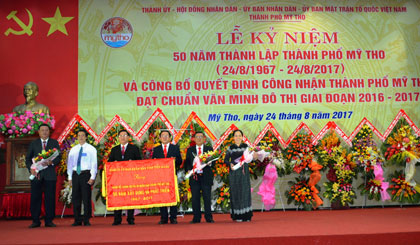 THÀNH ỦY - HỘI ĐỒNG NHÂN DÂN - ỦY BAN NHÂN DÂN - ỦY BAN MẶT TRẬN TỔ QUỐC VIỆT NAM
THÀNH PHỐ MỸ THO
LỄ KỶ NIỆM
50 NĂM THÀNH LẬP THÀNH PHỐ MỸ THO
(24/8/1967 - 24/8/2017)
VÀ CÔNG BỐ QUYẾT ĐỊNH CÔNG NHẬN THÀNH PHỐ MỸ TH
ĐẠT CHUẨN VĂN MINH ĐÔ THỊ GIAI ĐOẠN 2016 - 2017
Mỹ Tho, ngày 24 tháng 8 năm 2017